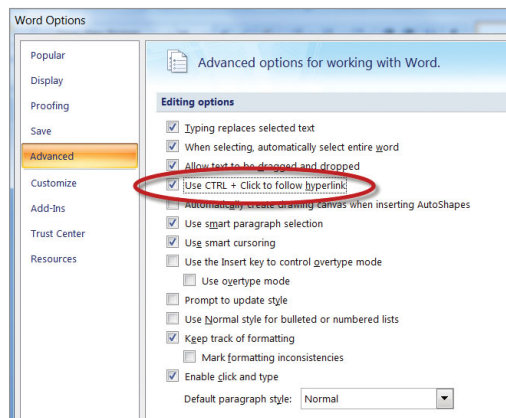 Word Options
Popular
Display
Proofing
Save
Advanced
Customize
Add-Ins
Trust Center
Resources
Advanced options for working with Word.
Editing options
Typing replaces selected text
When selecting, automatically select entire word
Allow text to be dragged and dropped
Use CTRL + Click to follow hyperlink
Automatically create drawing canvas when inserting AutoShapes
Use smart paragraph selection
Use smart cursoring
Use the Insert key to control overtype mode
Use overtype mode
Prompt to update style
Use Normal style for bulleted or numbered lists
Keep track of formatting
Mark formatting inconsistencies
Enable click and type
Default paragraph style: Normal